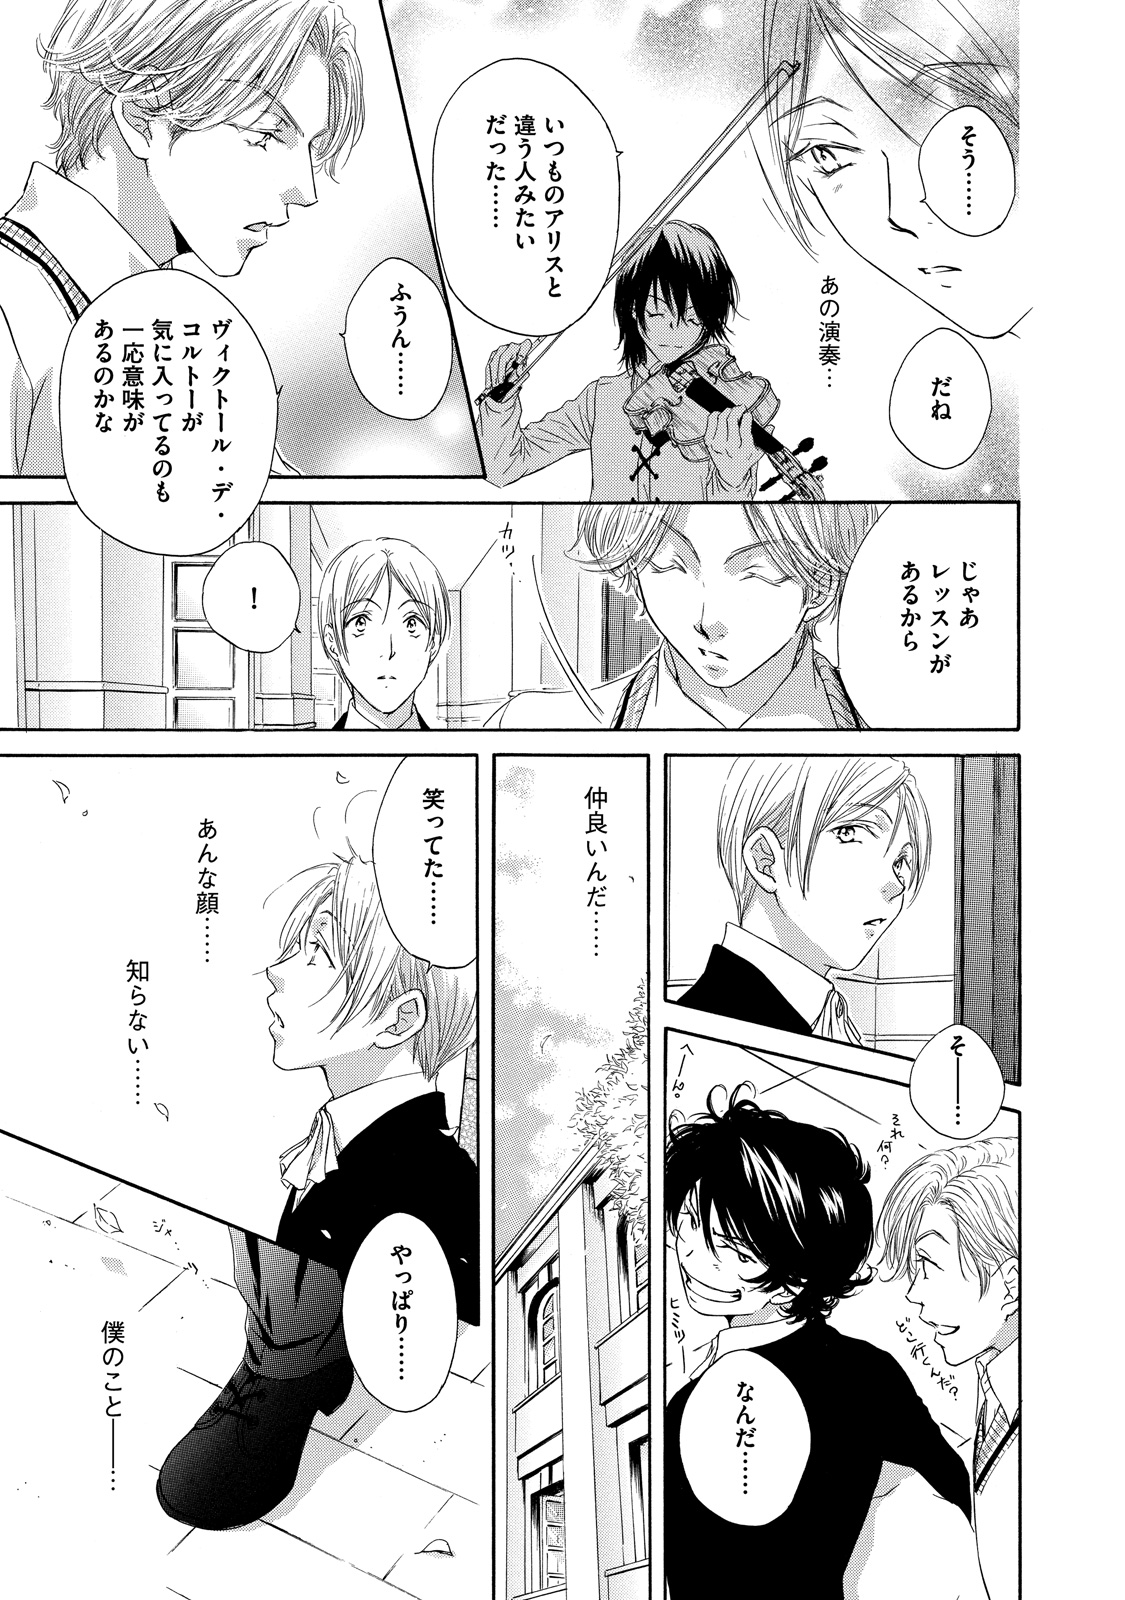 そう……
あの演奏…
だね
いつものアリスと
違う人みたい
だった……
ふうん……
ヴィクトール・デ・
コルトーが
気に入ってるのも
一応意味が
あるのかな
じゃあ
レッスンが
あるから
カッ
！
そ――…
へーん。
それ
何？
どこ行くんだ？
ヒミツ
なんだ……
仲良いんだ……
笑ってた……
あんな顔……
知らない……
ジメ…
やっぱり……
僕のこと――…